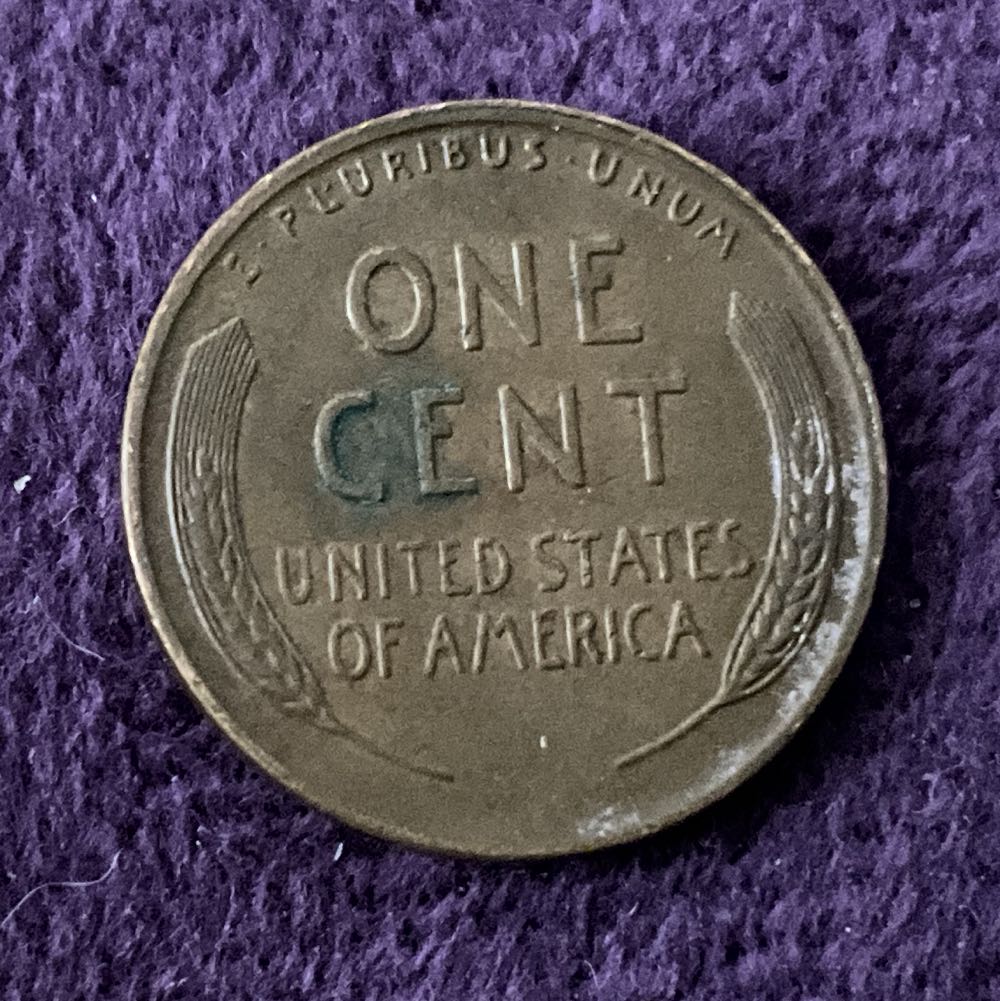 E · PLURIBUS · UNUM
ONE
CENT
UNITED STATES
OF AMERICA